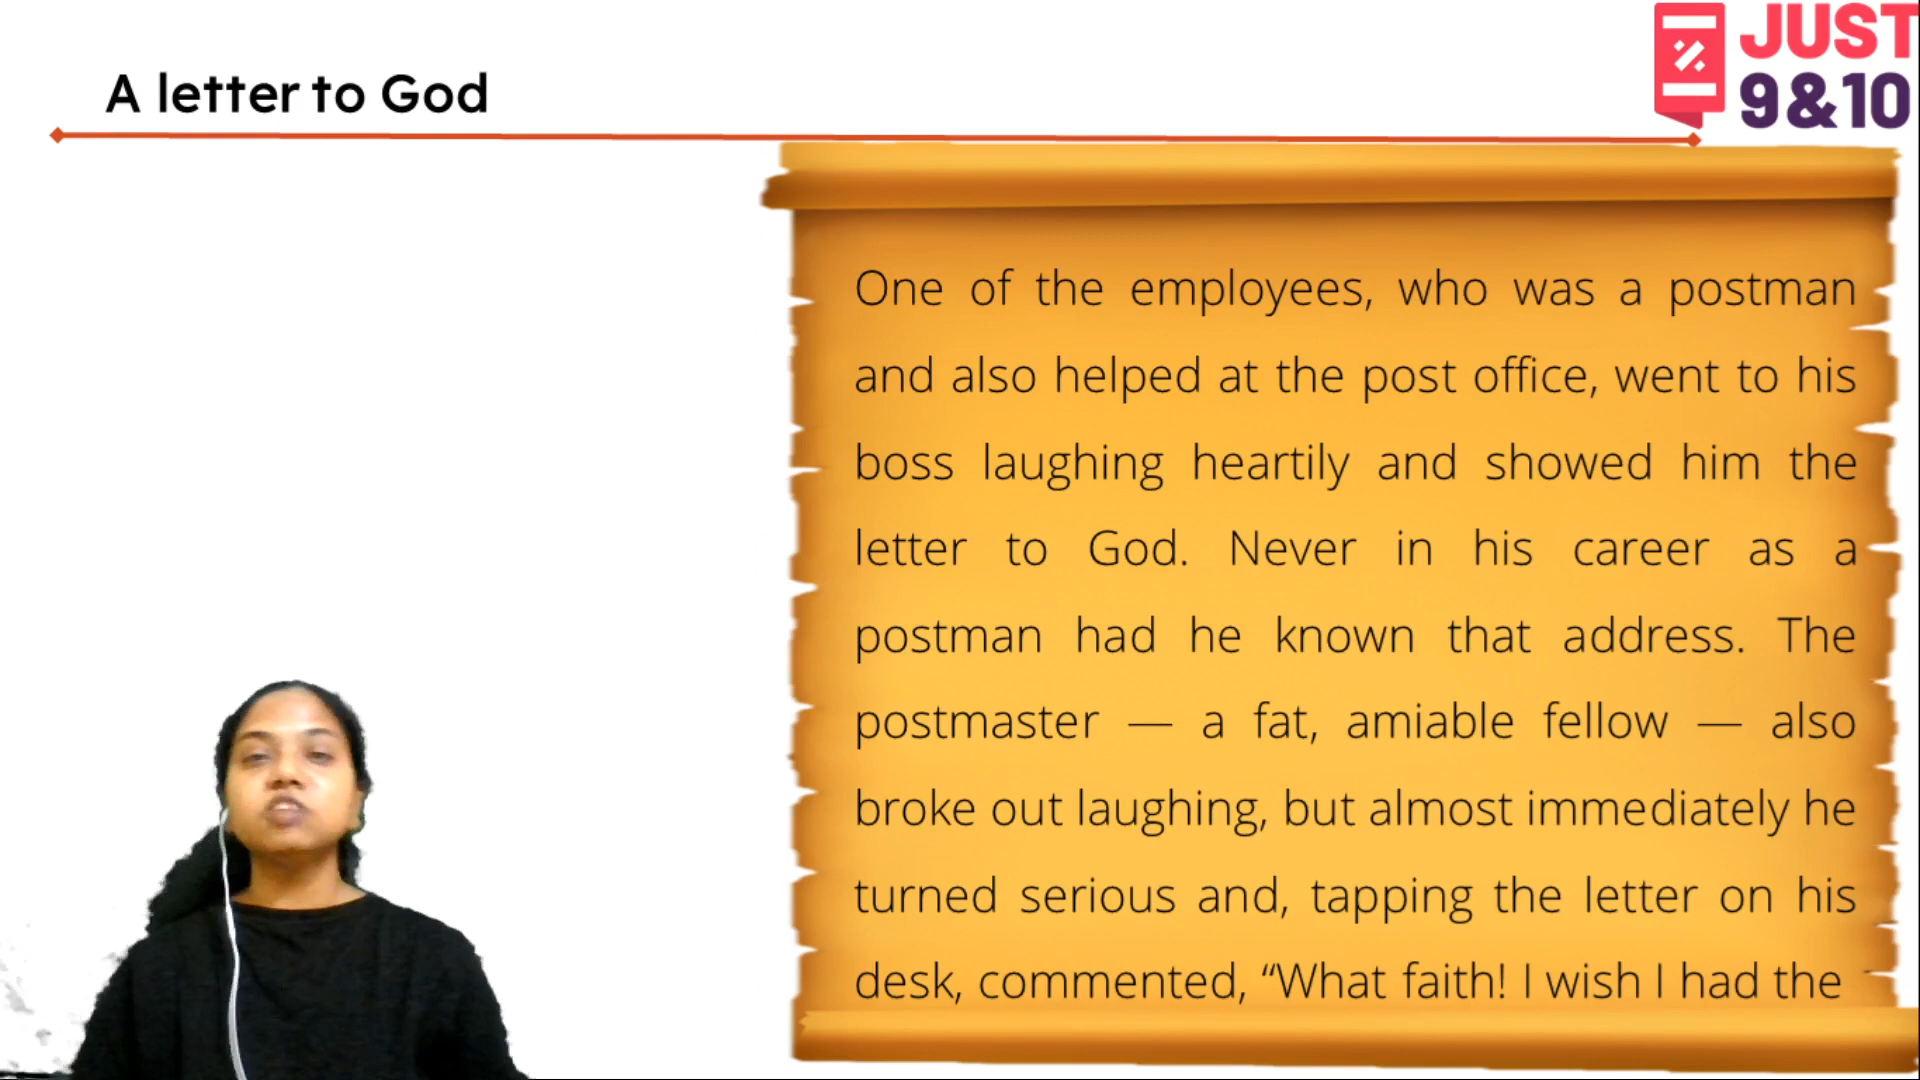 A letter to God
JUST
9&10
One of the employees, who was a postman
and also helped at the post office, went to his
boss laughing heartily and showed him the
letter to God. Never in his career as a
postman had he known that address. The
postmaster — a fat, amiable fellow — also
broke out laughing, but almost immediately he
turned serious and, tapping the letter on his
desk, commented, “What faith! I wish I had the